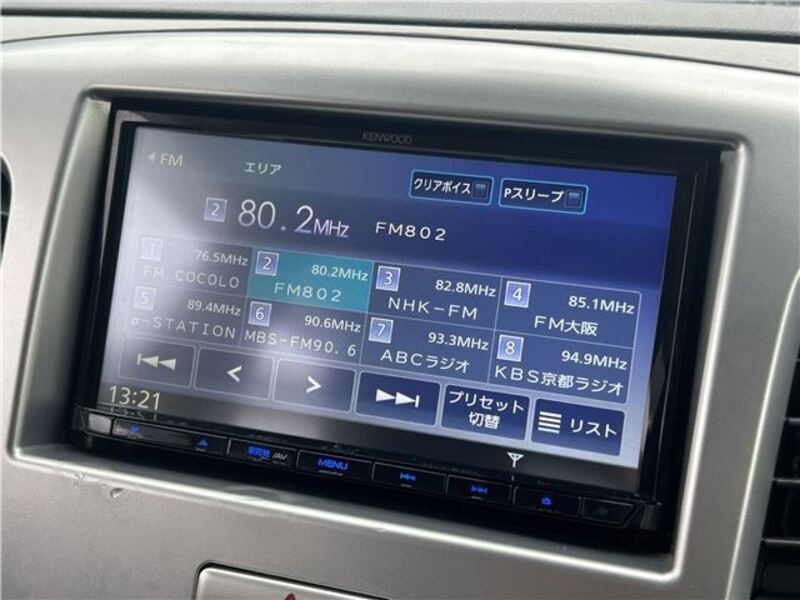 KENWOOD
FM
エリア
クリアボイス
Pスリープ
2 80.2MHz FM802
1 76.5MHz
FM COCOLO
2 80.2MHz
FM802
3 82.8MHz
NHK-FM
4 85.1MHz
FM大阪
5 89.4MHz
α-STATION
6 90.6MHz
MBS-FM90.6
7 93.3MHz
ABCラジオ
8 94.9MHz
KBS京都ラジオ
プリセット
切替
リスト
13:21
現在地/AV
MENU